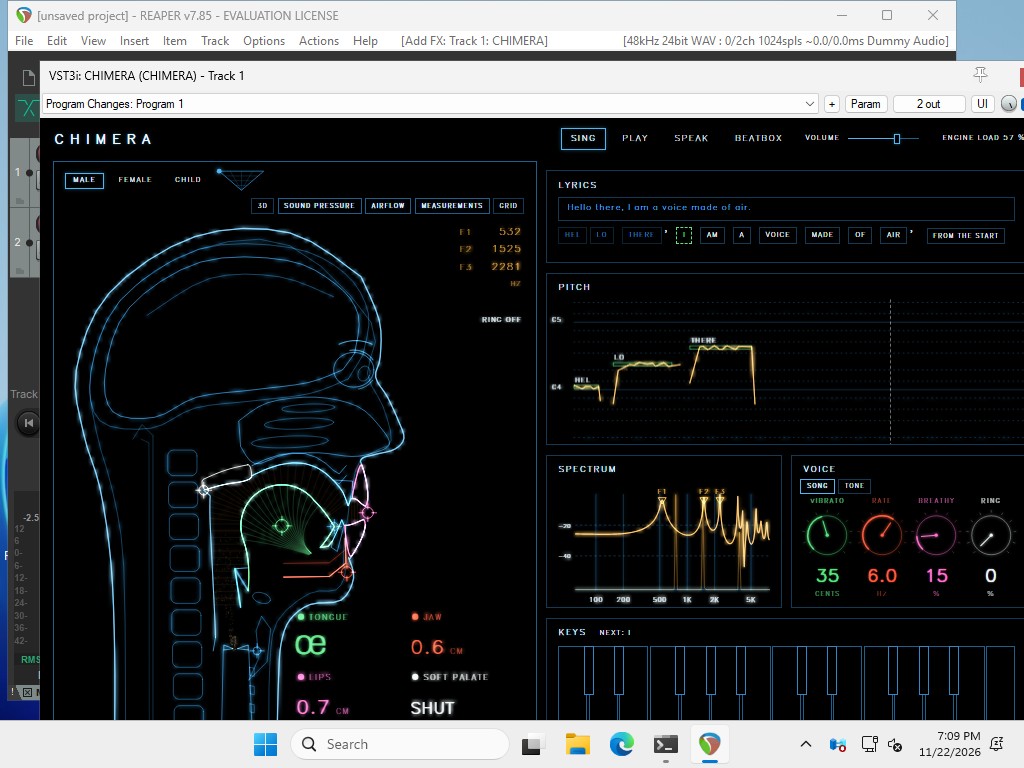 [unsaved project] - REAPER v7.85 - EVALUATION LICENSE
File Edit View Insert Item Track Options Actions Help [Add FX: Track 1: CHIMERA] [48kHz 24bit WAV : 0/2ch 1024spls ~0.0/0.0ms Dummy Audio]
VST3i: CHIMERA (CHIMERA) - Track 1
Program Changes: Program 1 + Param 2 out UI
CHIMERA
SING PLAY SPEAK BEATBOX VOLUME ENGINE LOAD 57 %
MALE FEMALE CHILD
3D SOUND PRESSURE AIRFLOW MEASUREMENTS GRID
F1 532
F2 1525
F3 2281
HZ
RING OFF
TONGUE
œ
JAW
0.6 CM
LIPS
0.7 CM
SOFT PALATE
SHUT
LYRICS
Hello there, I am a voice made of air.
HEL LO THERE , I AM A VOICE MADE OF AIR , FROM THE START
PITCH
C5
C4
HEL
LO
THERE
SPECTRUM
F1 F2 F3
-20
-40
100 200 500 1K 2K 5K
VOICE
SONG TONE
VIBRATO RATE BREATHY RING
35 6.0 15 0
CENTS HZ % %
KEYS NEXT: I
1
2
Track
-2.5
12
6
0-
6-
12-
18-
24-
30-
36-
42-
RMS
Search
7:09 PM
11/22/2026